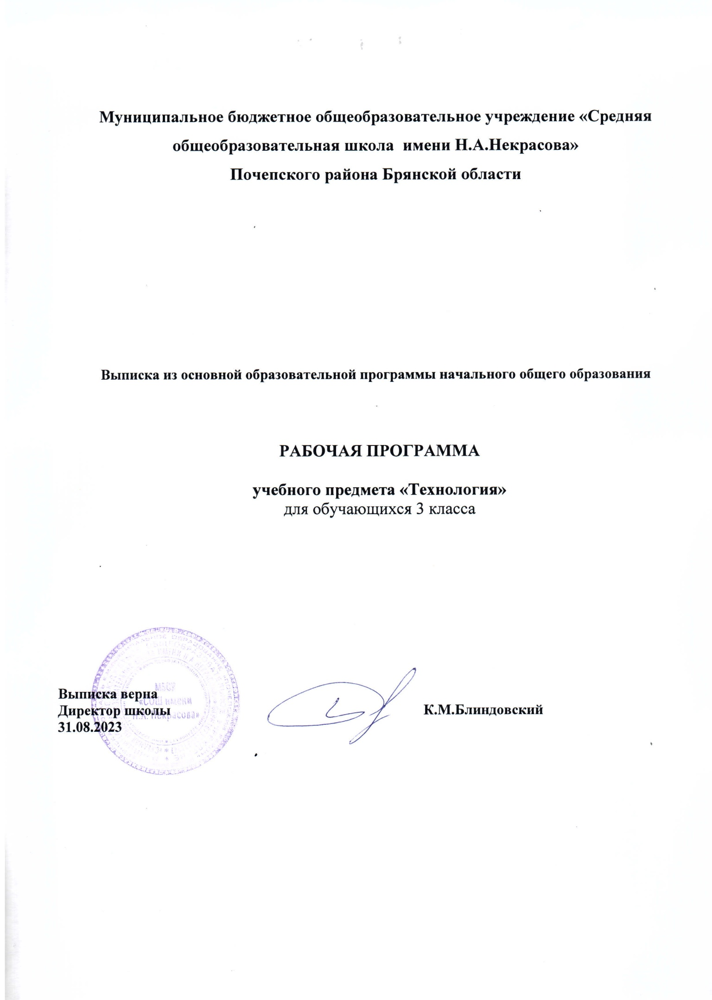 Муниципальное бюджетное общеобразовательное учреждение «Средняя
общеобразовательная школа имени Н.А.Некрасова»
Почепского района Брянской области
Выписка из основной образовательной программы начального общего образования
РАБОЧАЯ ПРОГРАММА
учебного предмета «Технология»
для обучающихся 3 класса
МБОУ
«СОШ имени
Н.А. Некрасова»
Выписка верна
Директор школы
К.М.Блиндовский
31.08.2023